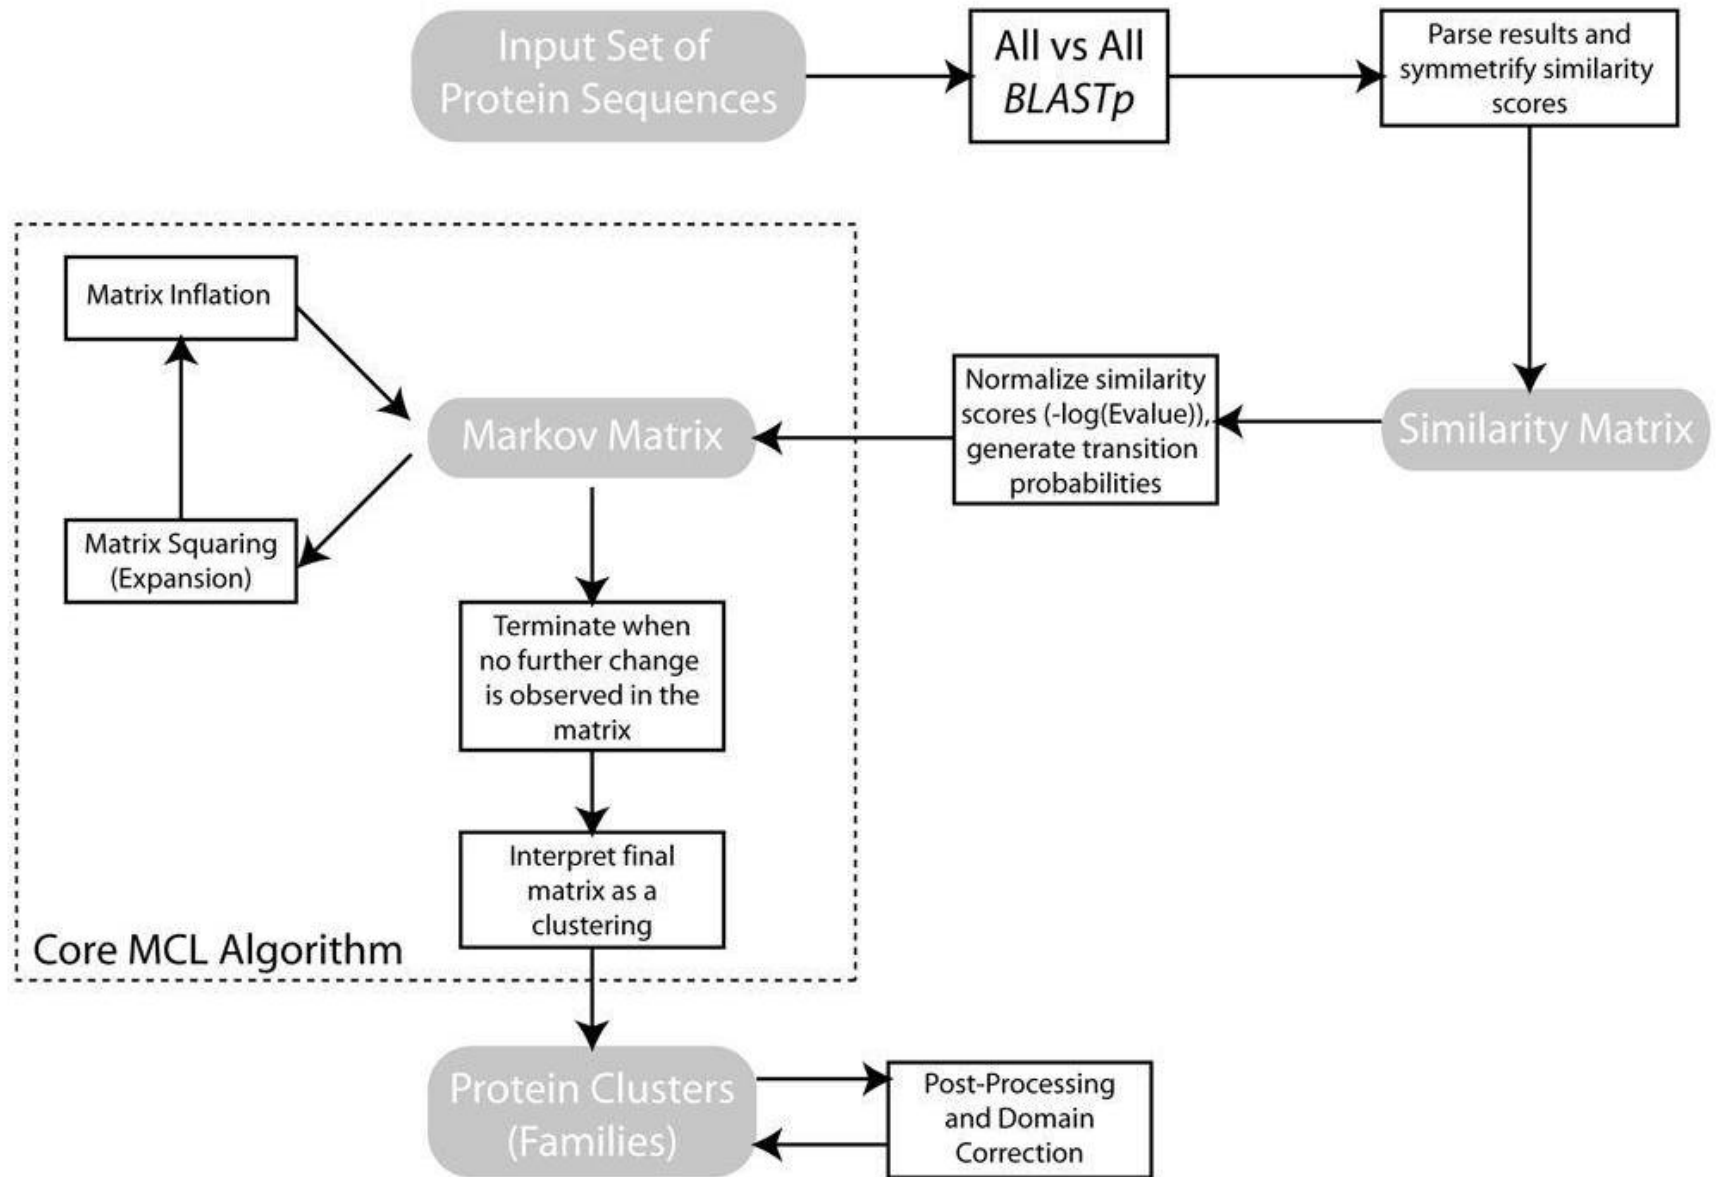 Input Set of
Protein Sequences
All vs All
BLASTp
Parse results and
symmetrify similarity
scores
Matrix Inflation
Normalize similarity
scores (-log(Evalue)),
generate transition
probabilities
Similarity Matrix
Markov Matrix
Matrix Squaring
(Expansion)
Terminate when
no further change
is observed in the
matrix
Interpret final
matrix as a
clustering
Core MCL Algorithm
Protein Clusters
(Families)
Post-Processing
and Domain
Correction